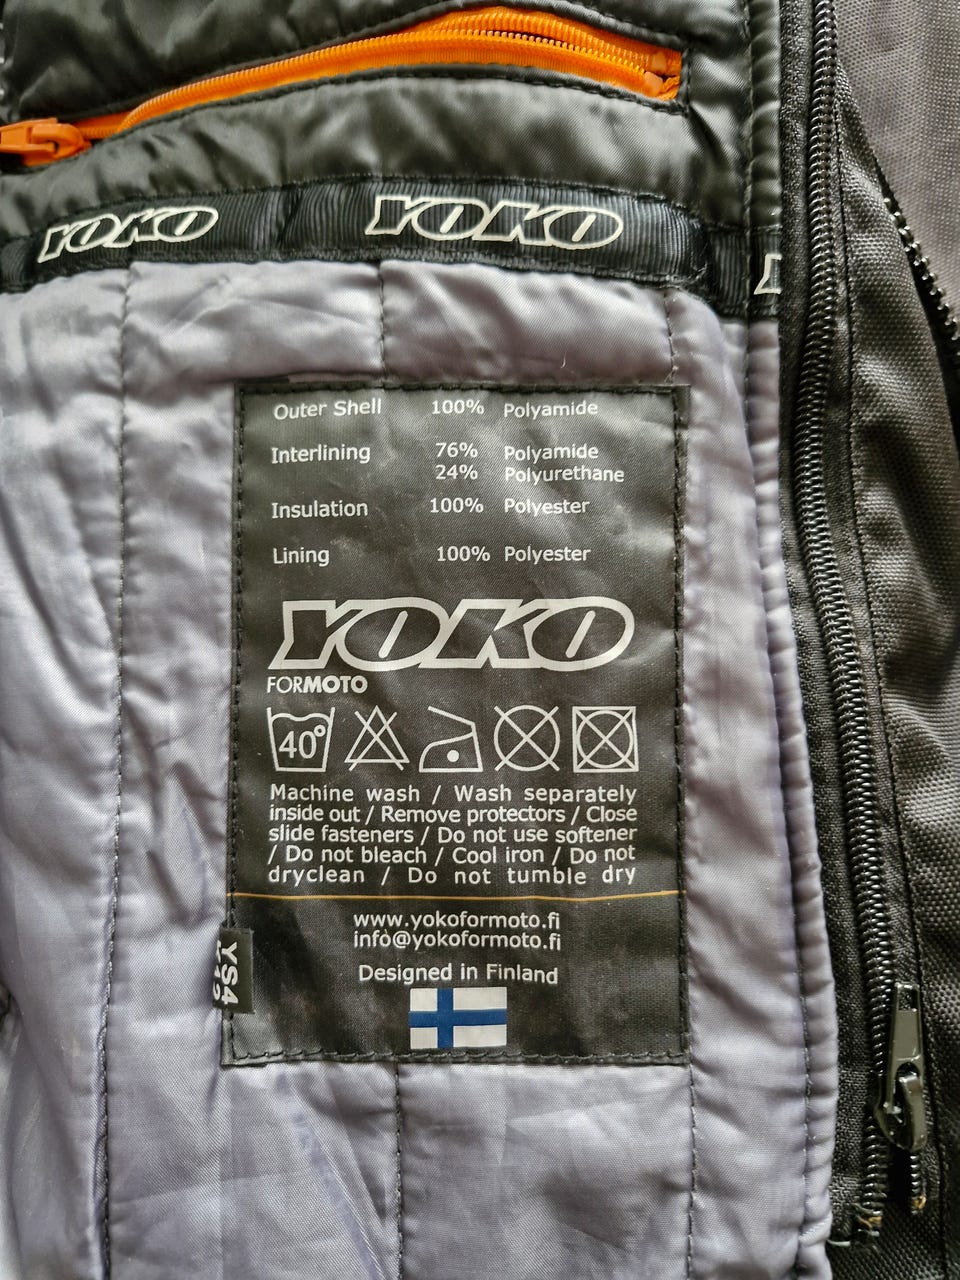 YOKO YOKO
Outer Shell 100% Polyamide
Interlining 76% Polyamide
24% Polyurethane
Insulation 100% Polyester
Lining 100% Polyester
YOKO
FORMOTO
40°
Machine wash / Wash separately
inside out / Remove protectors / Close
slide fasteners / Do not use softener
/ Do not bleach / Cool iron / Do not
dryclean / Do not tumble dry
www.yokoformoto.fi
info@yokoformoto.fi
YS4
Designed in Finland